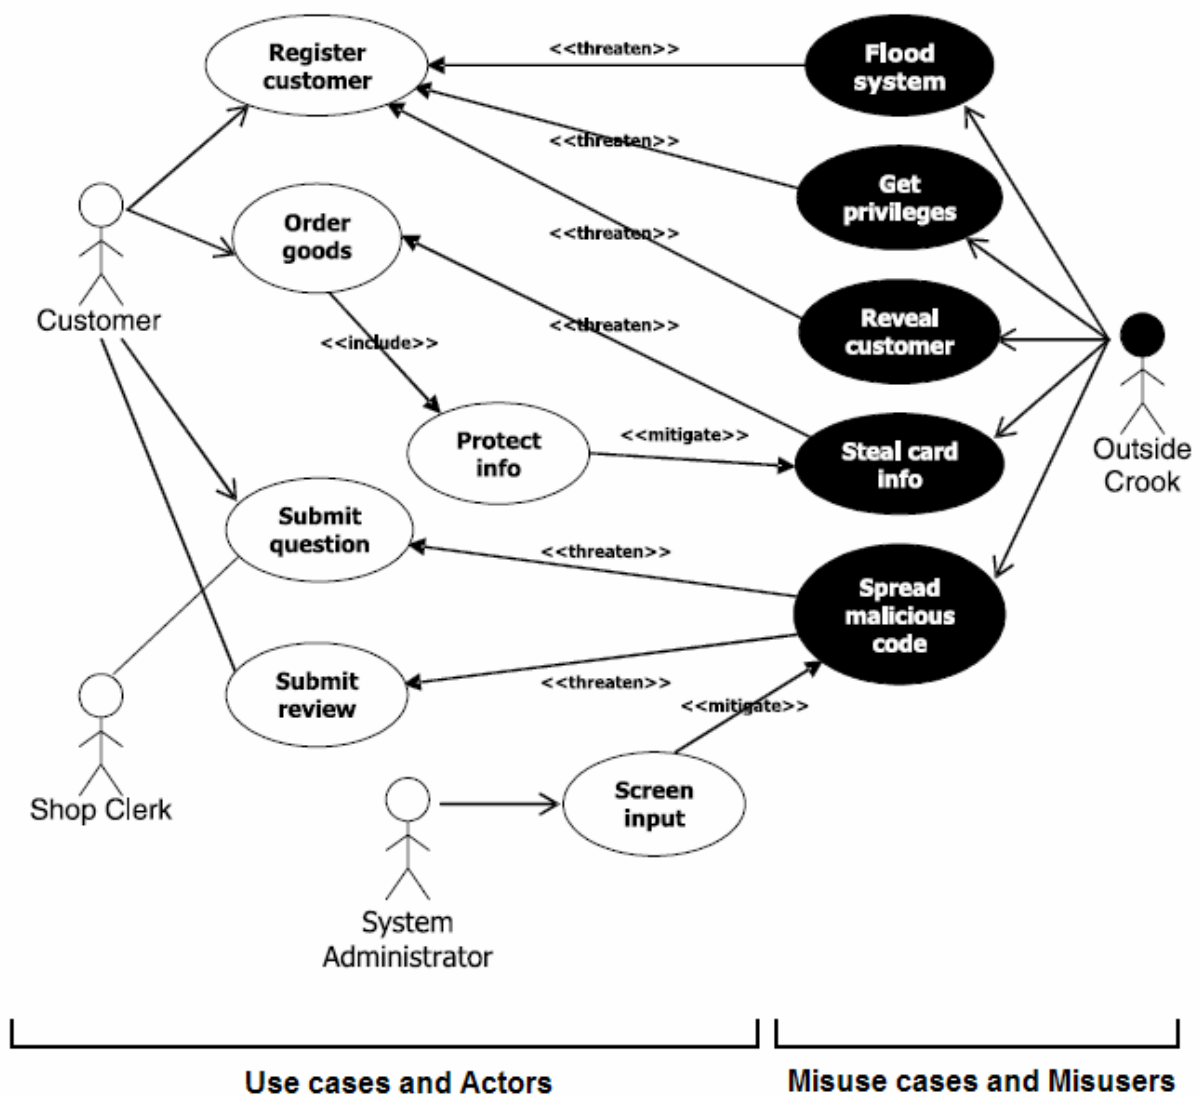 Register
customer
<<threaten>>
Flood
system
<<threaten>>
Get
privileges
Order
goods
<<threaten>>
Customer
<<include>>
<<threaten>>
Reveal
customer
Protect
info
<<mitigate>>
Steal card
info
Outside
Crook
Submit
question
<<threaten>>
Spread
malicious
code
Submit
review
<<threaten>>
<<mitigate>>
Shop Clerk
Screen
input
System
Administrator
Use cases and Actors
Misuse cases and Misusers